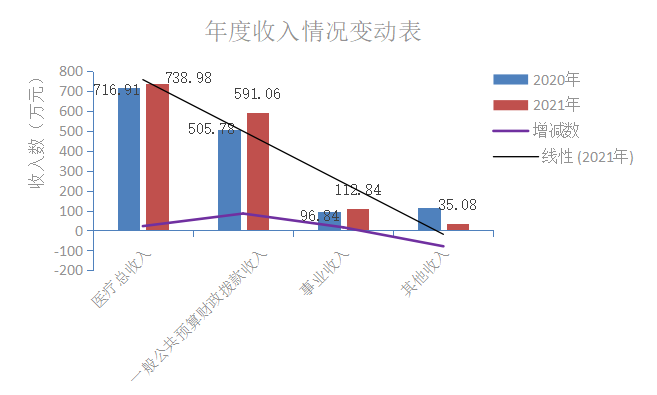 年度收入情况变动表
收入数（万元）
800
700
600
500
400
300
200
100
0
-100
-200
716.91
738.98
505.78
591.06
96.84
112.84
35.08
医疗总收入
一般公共预算财政拨款收入
事业收入
其他收入
2020年
2021年
增减数
线性 (2021年)